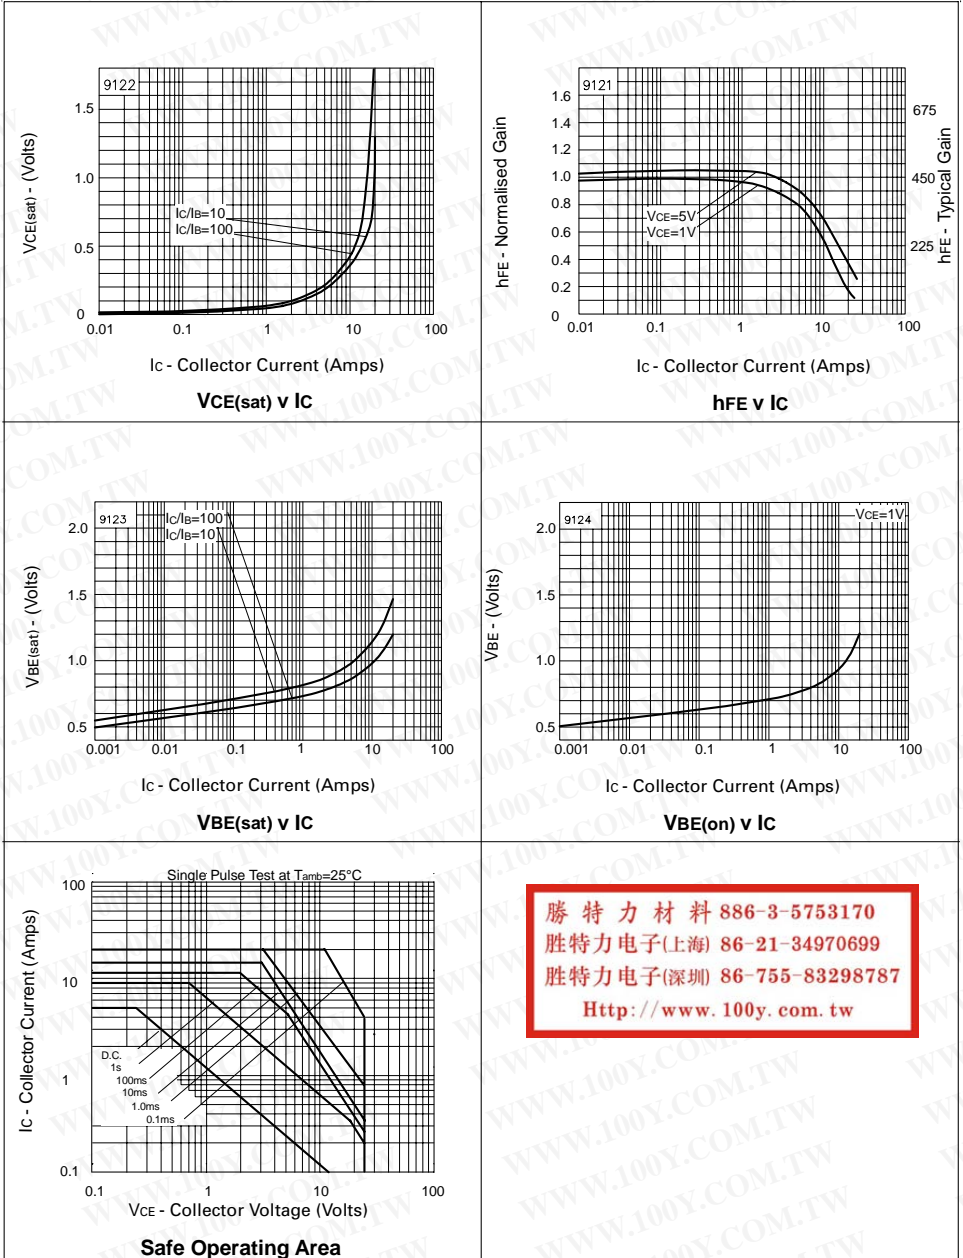 9122
VCE(sat) - (Volts)
1.5
1.0
0.5
0
IC/IB=10
IC/IB=100
0.01 0.1 1 10 100
IC - Collector Current (Amps)
VCE(sat) v IC
9121
hFE - Normalised Gain
1.6
1.4
1.2
1.0
0.8
0.6
0.4
0.2
0
VCE=5V
VCE=1V
675
450
225
hFE - Typical Gain
0.01 0.1 1 10 100
IC - Collector Current (Amps)
hFE v IC
9123
IC/IB=100
IC/IB=10
VBE(sat) - (Volts)
2.0
1.5
1.0
0.5
0.001 0.01 0.1 1 10 100
IC - Collector Current (Amps)
VBE(sat) v IC
9124
VCE=1V
VBE - (Volts)
2.0
1.5
1.0
0.5
0.001 0.01 0.1 1 10 100
IC - Collector Current (Amps)
VBE(on) v IC
Single Pulse Test at Tamb=25°C
IC - Collector Current (Amps)
100
10
1
0.1
D.C.
1s
100ms
10ms
1.0ms
0.1ms
0.1 1 10 100
VCE - Collector Voltage (Volts)
Safe Operating Area
勝 特 力 材 料 886-3-5753170
胜特力电子(上海) 86-21-34970699
胜特力电子(深圳) 86-755-83298787
Http://www.100y.com.tw
WWW.100Y.COM.TW